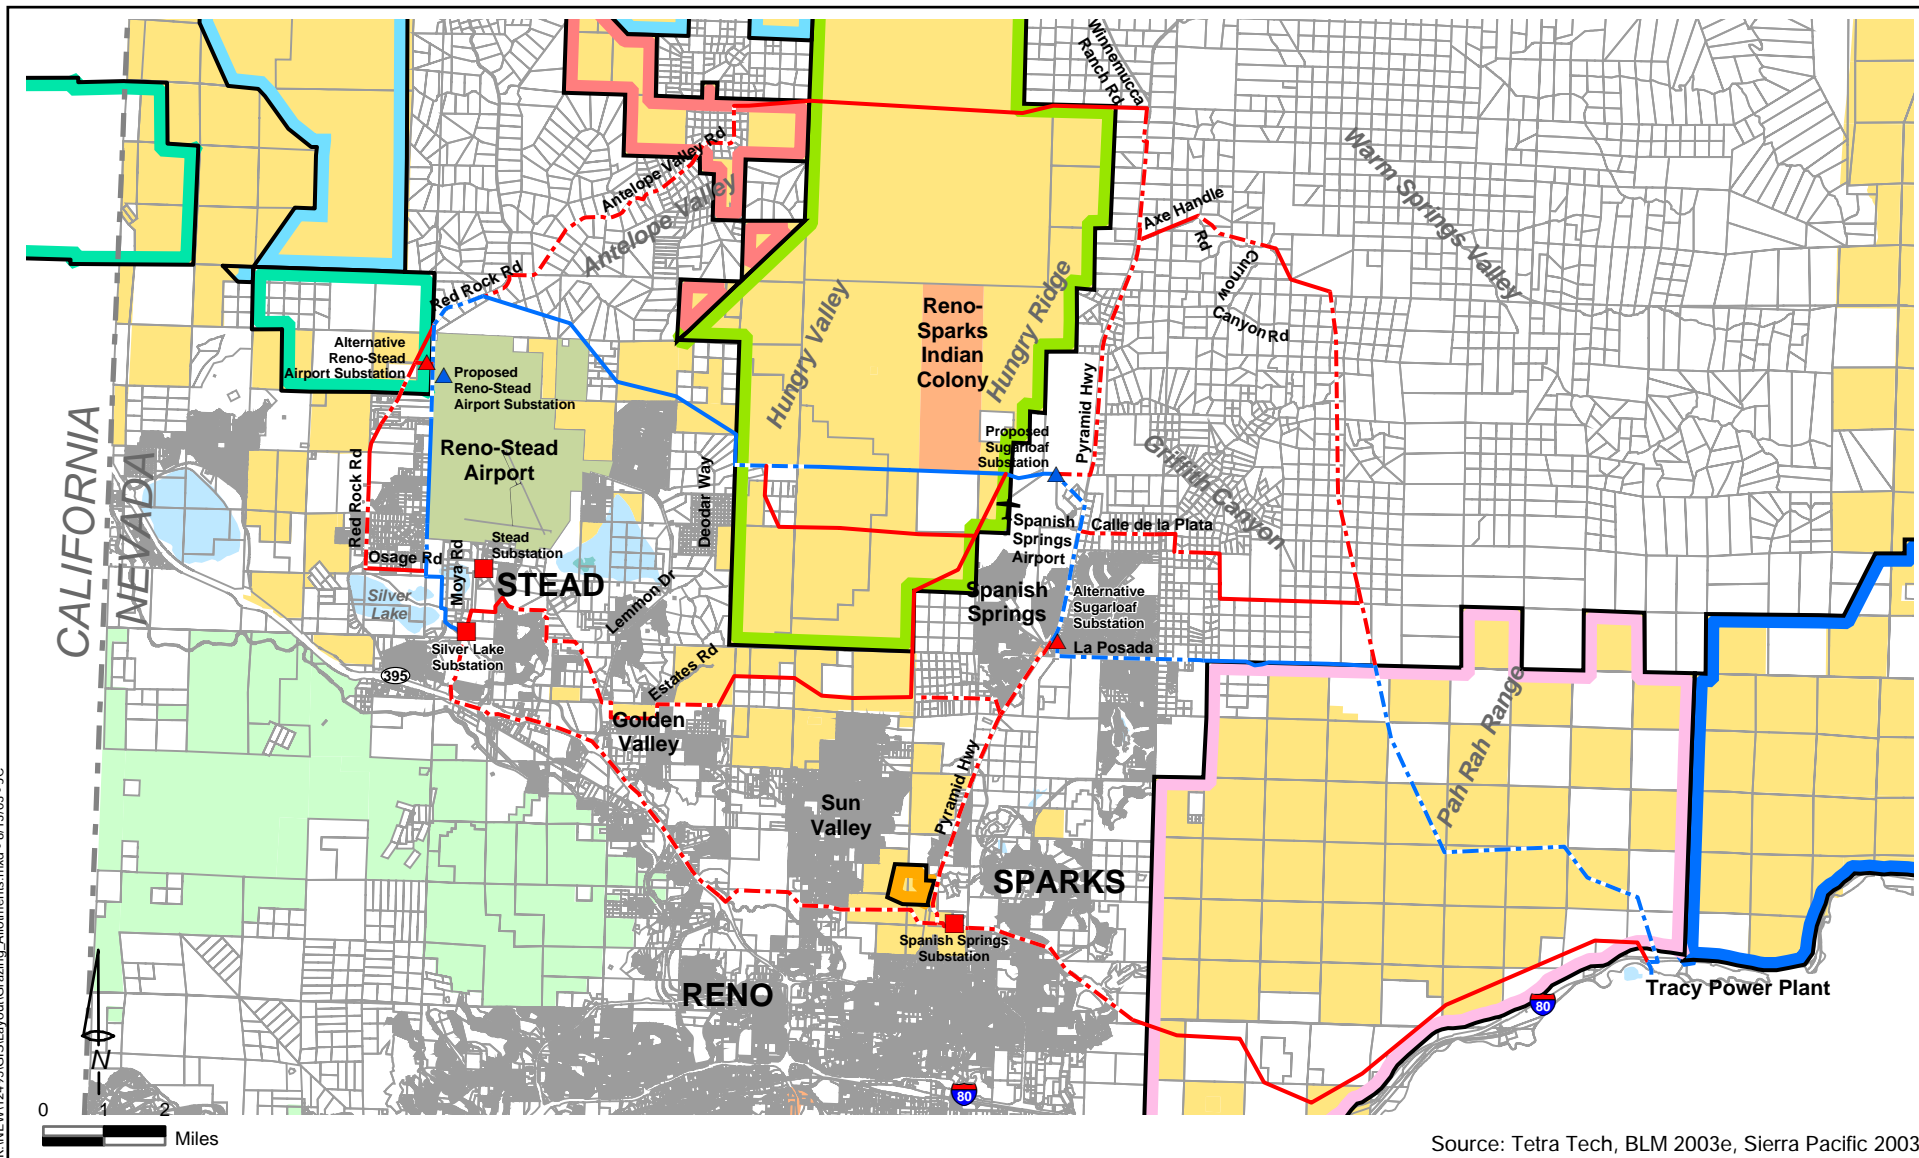 Winnemucca
Ranch Rd
Warm Springs Valley
Antelope Valley Rd
Antelope Valley
Axe Handle
Rd
Curnow
Canyon Rd
Red Rock Rd
Hungry Valley
Hungry Ridge
Reno-
Sparks
Indian
Colony
Alternative
Reno-Stead
Airport Substation
Proposed
Reno-Stead
Airport Substation
Pyramid Hwy
CALIFORNIA
NEVADA
Reno-Stead
Airport
Proposed
Sugarloaf
Substation
Griffith Canyon
Red Rock Rd
Deodar Way
Osage Rd
Moya Rd
Stead
Substation
STEAD
Spanish
Springs
Airport
Calle de la Plata
Silver
Lake
Lemmon Dr
Spanish
Springs
Alternative
Sugarloaf
Substation
La Posada
Silver Lake
Substation
395
Estates Rd
Golden
Valley
Pah Rah Range
Pyramid Hwy
Sun
Valley
SPARKS
Spanish Springs
Substation
RENO
Tracy Power Plant
80
80
N
0 1 2
Miles
Source: Tetra Tech, BLM 2003e, Sierra Pacific 2003